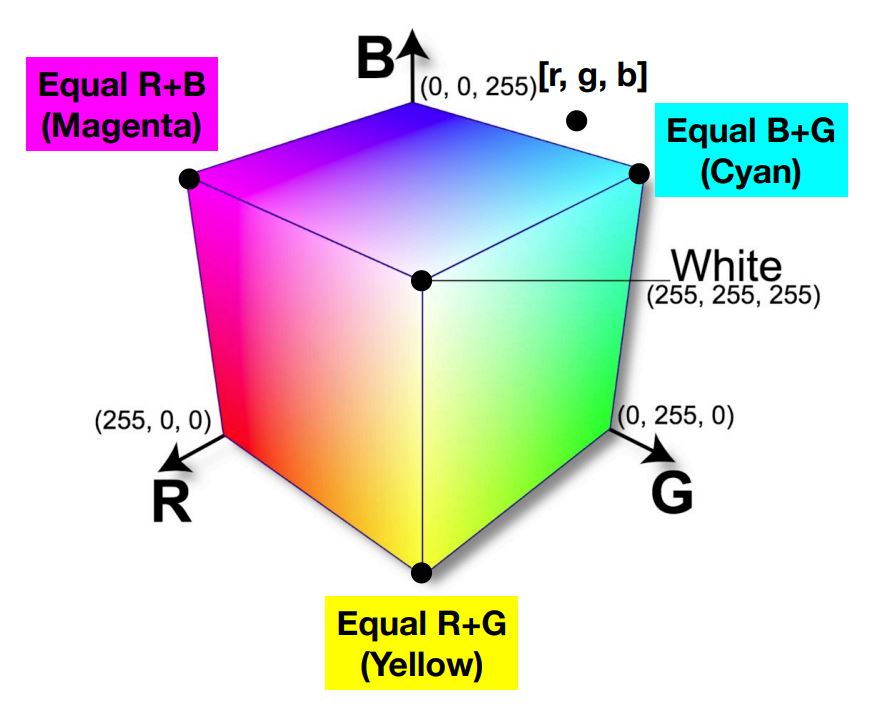 B
(0, 0, 255)
[r, g, b]
Equal R+B
(Magenta)
Equal B+G
(Cyan)
White
(255, 255, 255)
(255, 0, 0)
(0, 255, 0)
R
G
Equal R+G
(Yellow)